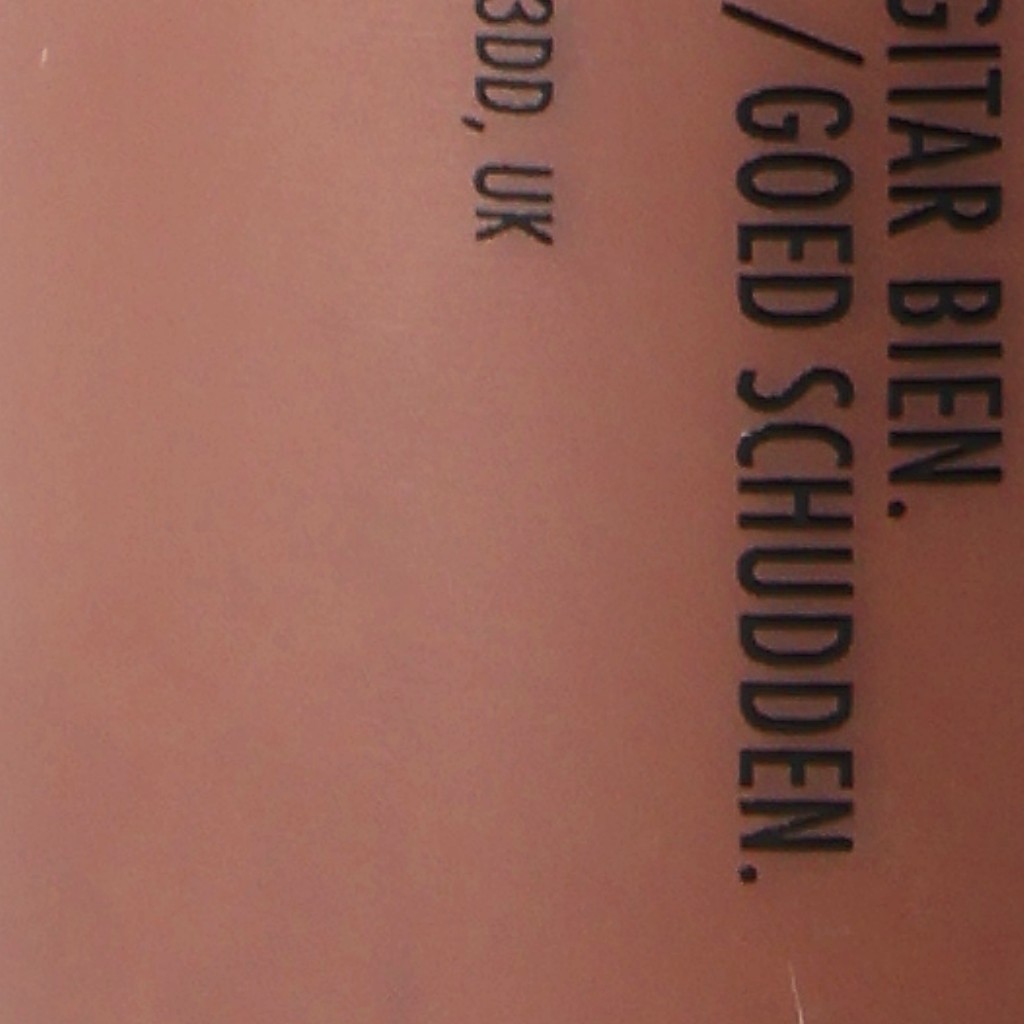 GITAR BIEN.
/ GOED SCHUDDEN.
3DD, UK